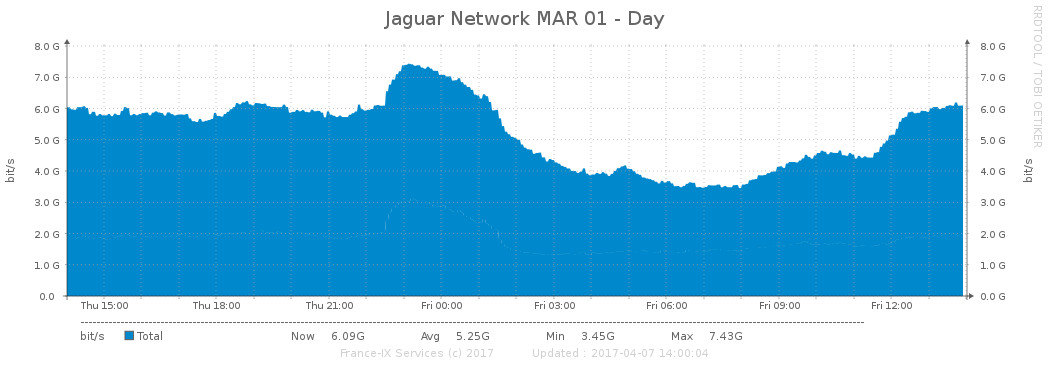 Jaguar Network MAR 01 - Day
RRDTOOL / TOBI OETIKER
8.0 G 8.0 G
7.0 G 7.0 G
6.0 G 6.0 G
5.0 G 5.0 G
4.0 G 4.0 G
3.0 G 3.0 G
2.0 G 2.0 G
1.0 G 1.0 G
0.0 0.0 G
bit/s
bit/s
Thu 15:00 Thu 18:00 Thu 21:00 Fri 00:00 Fri 03:00 Fri 06:00 Fri 09:00 Fri 12:00
bit/s Total Now 6.09G Avg 5.25G Min 3.45G Max 7.43G
France-IX Services (c) 2017 Updated : 2017-04-07 14:00:04